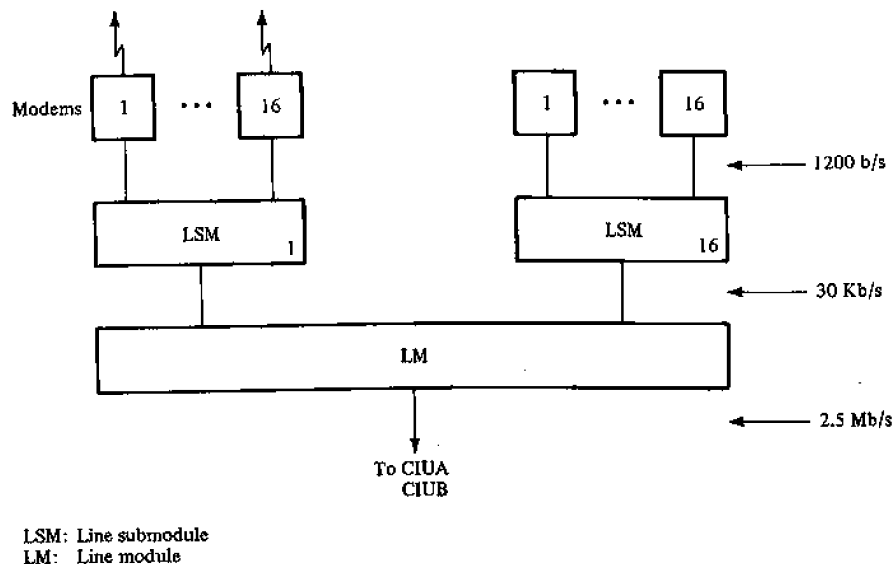 Modems 1 ... 16 1 ... 16
1200 b/s
LSM 1 LSM 16
30 Kb/s
LM
2.5 Mb/s
To CIUA
CIUB
LSM: Line submodule
LM: Line module